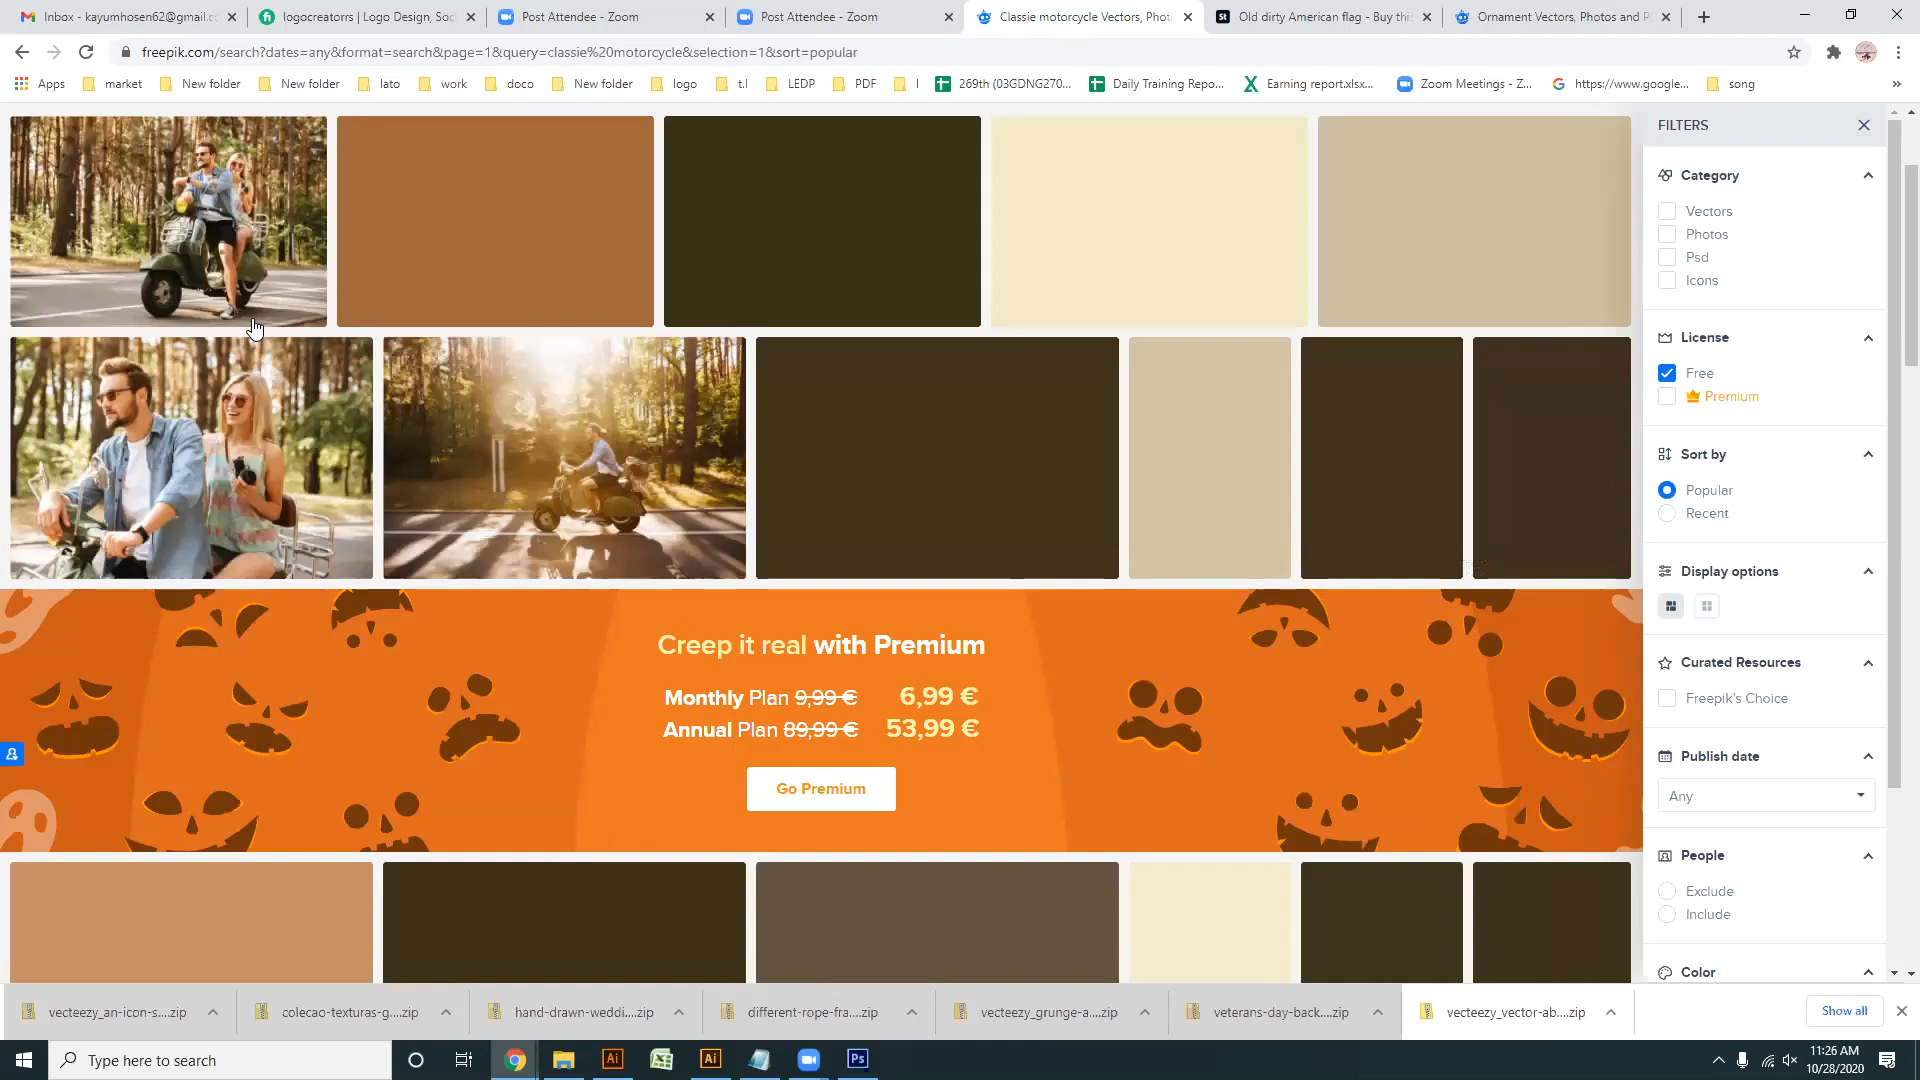 Inbox - kayumhosen62@gmail.c
logocreatorrs | Logo Design, Soc
Post Attendee - Zoom
Post Attendee - Zoom
Classie motorcycle Vectors, Phot
Old dirty American flag - Buy this
Ornament Vectors, Photos and P
freepik.com/search?dates=any&format=search&page=1&query=classie%20motorcycle&selection=1&sort=popular
Apps
market
New folder
New folder
lato
work
doco
New folder
logo
t.l
LEDP
PDF
l
269th (03GDNG270...
Daily Training Repo...
Earning report.xlsx...
Zoom Meetings - Z...
https://www.google...
song
»
FILTERS
Category
Vectors
Photos
Psd
Icons
License
Free
Premium
Sort by
Popular
Recent
Display options
Curated Resources
Freepik's Choice
Publish date
Any
People
Exclude
Include
Color
Creep it real with Premium
Monthly Plan 9,99 € 6,99 €
Annual Plan 89,99 € 53,99 €
Go Premium
vecteezy_an-icon-s....zip
colecao-texturas-g....zip
hand-drawn-weddi....zip
different-rope-fra....zip
vecteezy_grunge-a....zip
veterans-day-back....zip
vecteezy_vector-ab....zip
Show all
Type here to search
Ai
Ai
Ps
11:26 AM
10/28/2020